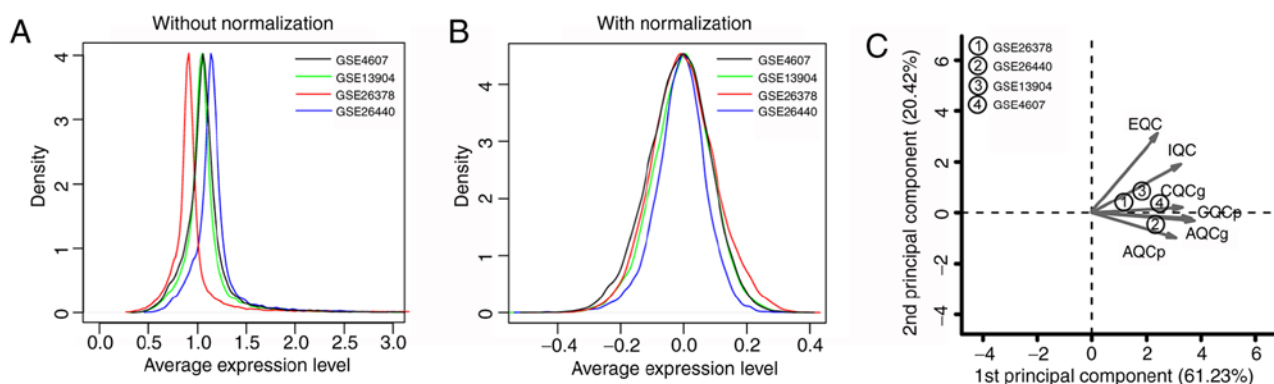 A
Without normalization
Density
4
3
2
1
0
GSE4607
GSE13904
GSE26378
GSE26440
0.0 0.5 1.0 1.5 2.0 2.5 3.0
Average expression level
B
With normalization
Density
4
3
2
1
0
GSE4607
GSE13904
GSE26378
GSE26440
−0.4 −0.2 0.0 0.2 0.4
Average expression level
C
2nd principal component (20.42%)
6
4
2
0
−2
−4
1 GSE26378
2 GSE26440
3 GSE13904
4 GSE4607
EQC
IQC
3 CQCg
1 4
GQCp
2 AQCg
AQCp
−4 −2 0 2 4 6
1st principal component (61.23%)